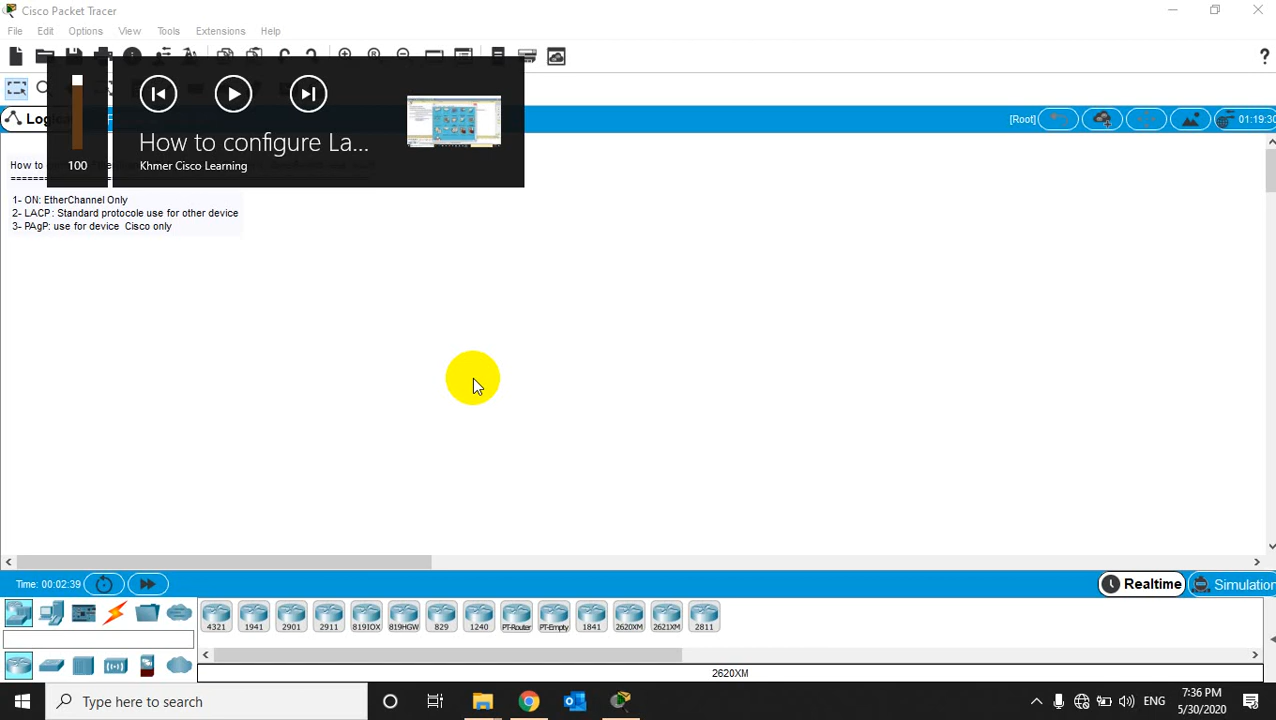 Cisco Packet Tracer
File Edit Options View Tools Extensions Help
How to configure La...
Khmer Cisco Learning
100
[Root]
01:19:30
How to
1- ON: EtherChannel Only
2- LACP: Standard protocole use for other device
3- PAgP: use for device Cisco only
Time: 00:02:39
Realtime
Simulation
4321 1941 2901 2911 819IOX 819HGW 829 1240 PT-Router PT-Empty 1841 2620XM 2621XM 2811
2620XM
Type here to search
ENG
7:36 PM
5/30/2020